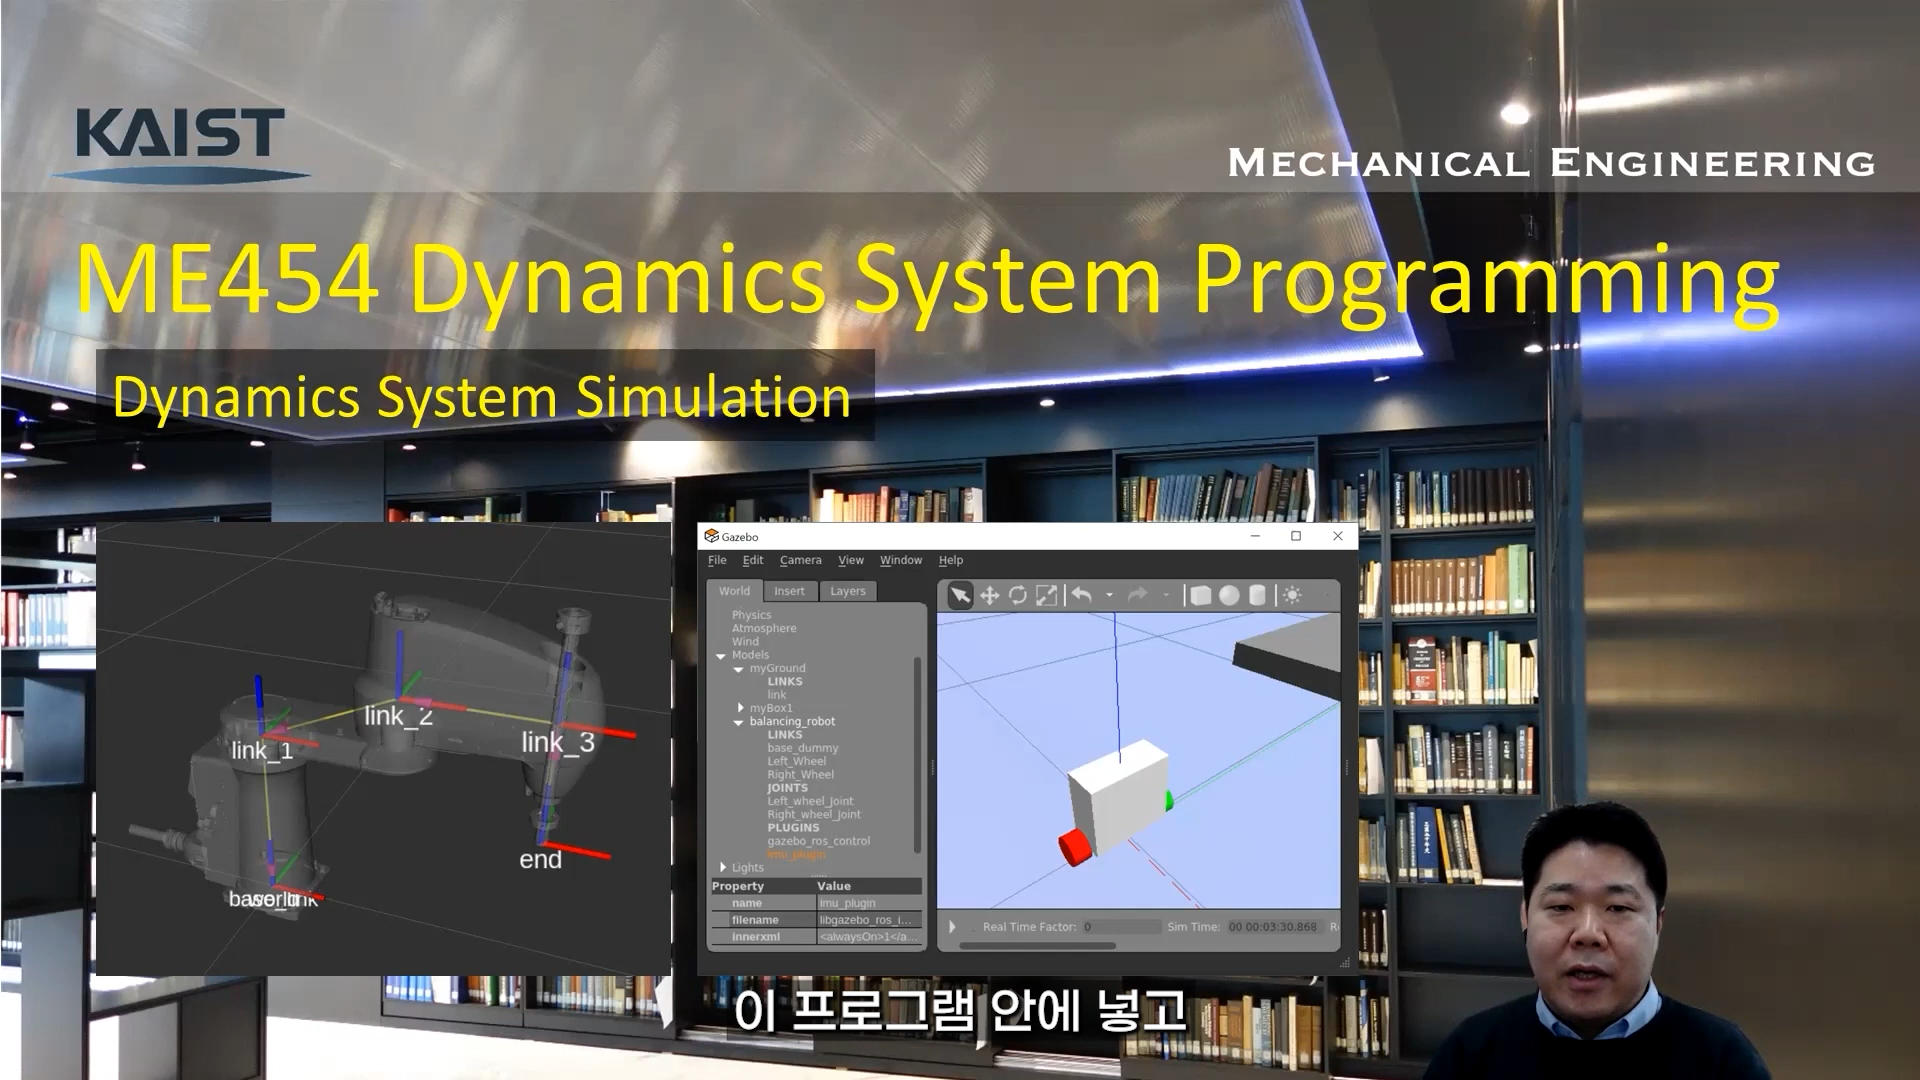 KAIST
MECHANICAL ENGINEERING
ME454 Dynamics System Programming
Dynamics System Simulation
link_1
link_2
link_3
end
Gazebo
File Edit Camera View Window Help
World Insert Layers
Physics
Atmosphere
Wind
Models
myGround
LINKS
link
myBox1
balancing_robot
LINKS
base_dummy
Left_Wheel
Right_Wheel
JOINTS
Left_wheel_Joint
Right_wheel_Joint
PLUGINS
gazebo_ros_control
imu_plugin
Lights
Property Value
name imu_plugin
filename libgazebo_ros_i...
innerxml <alwaysOn>1</a...
Real Time Factor: 0 Sim Time: 00 00:03:30.868 R
이 프로그램 안에 넣고